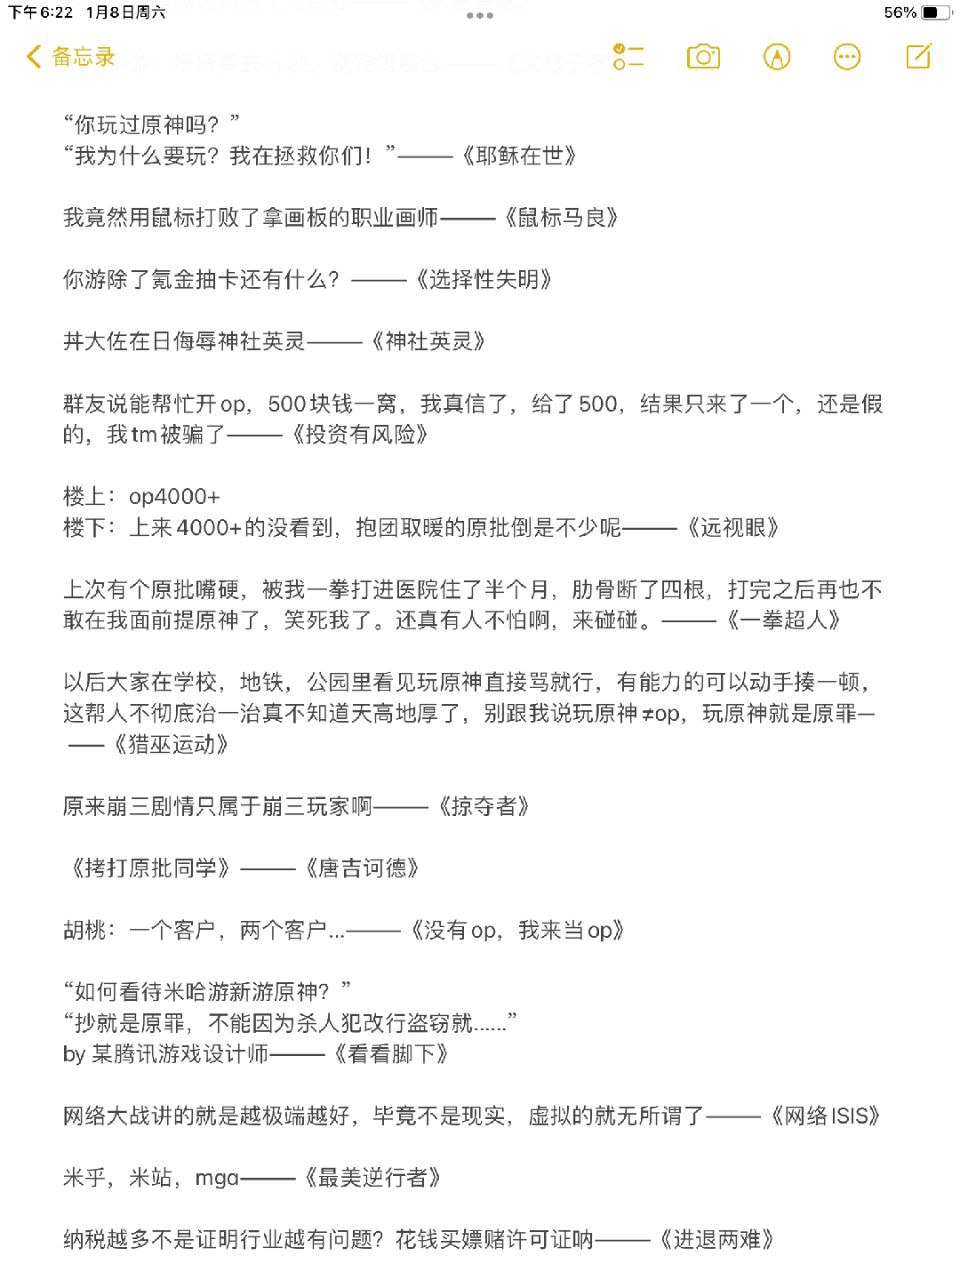 下午6:22 1月8日周六
56%
备忘录
“你玩过原神吗？”
“我为什么要玩？我在拯救你们！”———《耶稣在世》
我竟然用鼠标打败了拿画板的职业画师———《鼠标马良》
你游除了氪金抽卡还有什么？———《选择性失明》
丼大佐在日侮辱神社英灵———《神社英灵》
群友说能帮忙开op，500块钱一窝，我真信了，给了500，结果只来了一个，还是假
的，我tm被骗了———《投资有风险》
楼上：op4000+
楼下：上来4000+的没看到，抱团取暖的原批倒是不少呢———《远视眼》
上次有个原批嘴硬，被我一拳打进医院住了半个月，肋骨断了四根，打完之后再也不
敢在我面前提原神了，笑死我了。还真有人不怕啊，来碰碰。———《一拳超人》
以后大家在学校，地铁，公园里看见玩原神直接骂就行，有能力的可以动手揍一顿，
这帮人不彻底治一治真不知道天高地厚了，别跟我说玩原神≠op，玩原神就是原罪—
——《猎巫运动》
原来崩三剧情只属于崩三玩家啊———《掠夺者》
《拷打原批同学》———《唐吉诃德》
胡桃：一个客户，两个客户...———《没有op，我来当op》
“如何看待米哈游新游原神？”
“抄就是原罪，不能因为杀人犯改行盗窃就......”
by 某腾讯游戏设计师———《看看脚下》
网络大战讲的就是越极端越好，毕竟不是现实，虚拟的就无所谓了———《网络ISIS》
米乎，米站，mga———《最美逆行者》
纳税越多不是证明行业越有问题？花钱买嫖赌许可证呐———《进退两难》